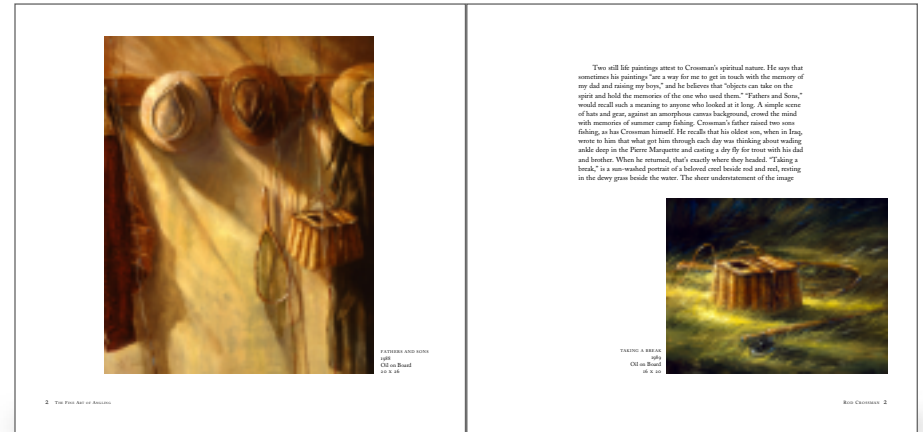 FATHERS AND SONS
1988
Oil on Board
20 x 26
2 The Fine Art of Angling
Two still life paintings attest to Crossman's spiritual nature. He says that
sometimes his paintings "are a way for me to get in touch with the memory of
my dad and raising my boys," and he believes that "objects can take on the
spirit and hold the memories of the one who used them." "Fathers and Sons,"
would recall such a meaning to anyone who looked at it long. A simple scene
of hats and gear, against an amorphous canvas background, crowd the mind
with memories of summer camp fishing. Crossman's father raised two sons
fishing, as has Crossman himself. He recalls that his oldest son, when in Iraq,
wrote to him that what got him through each day was thinking about wading
ankle deep in the Pierre Marquette and casting a dry fly for trout with his dad
and brother. When he returned, that's exactly where they headed. "Taking a
break," is a sun-washed portrait of a beloved creel beside rod and reel, resting
in the dewy grass beside the water. The sheer understatement of the image
TAKING A BREAK
1989
Oil on Board
16 x 20
Rod Crossman 2